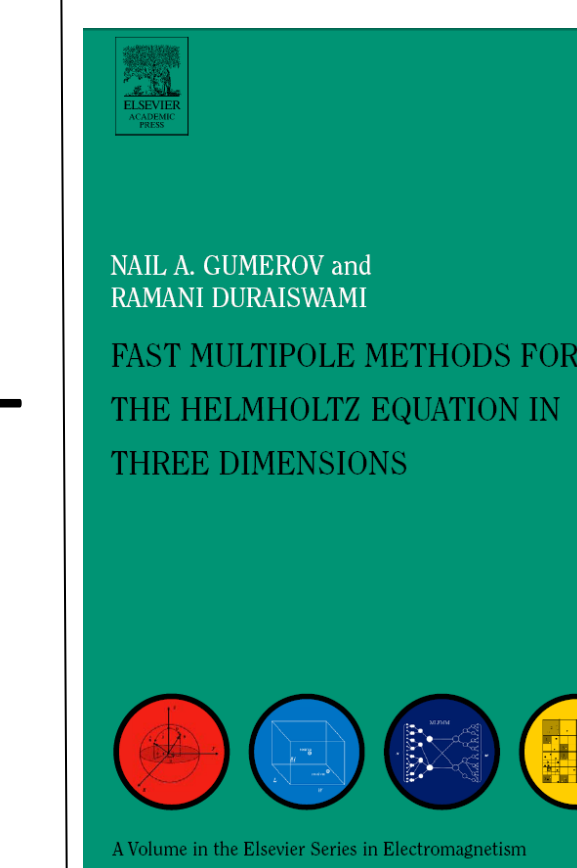 ELSEVIER
ACADEMIC
PRESS
NAIL A. GUMEROV and
RAMANI DURAISWAMI
FAST MULTIPOLE METHODS FOR
THE HELMHOLTZ EQUATION IN
THREE DIMENSIONS
MLFMM
A Volume in the Elsevier Series in Electromagnetism